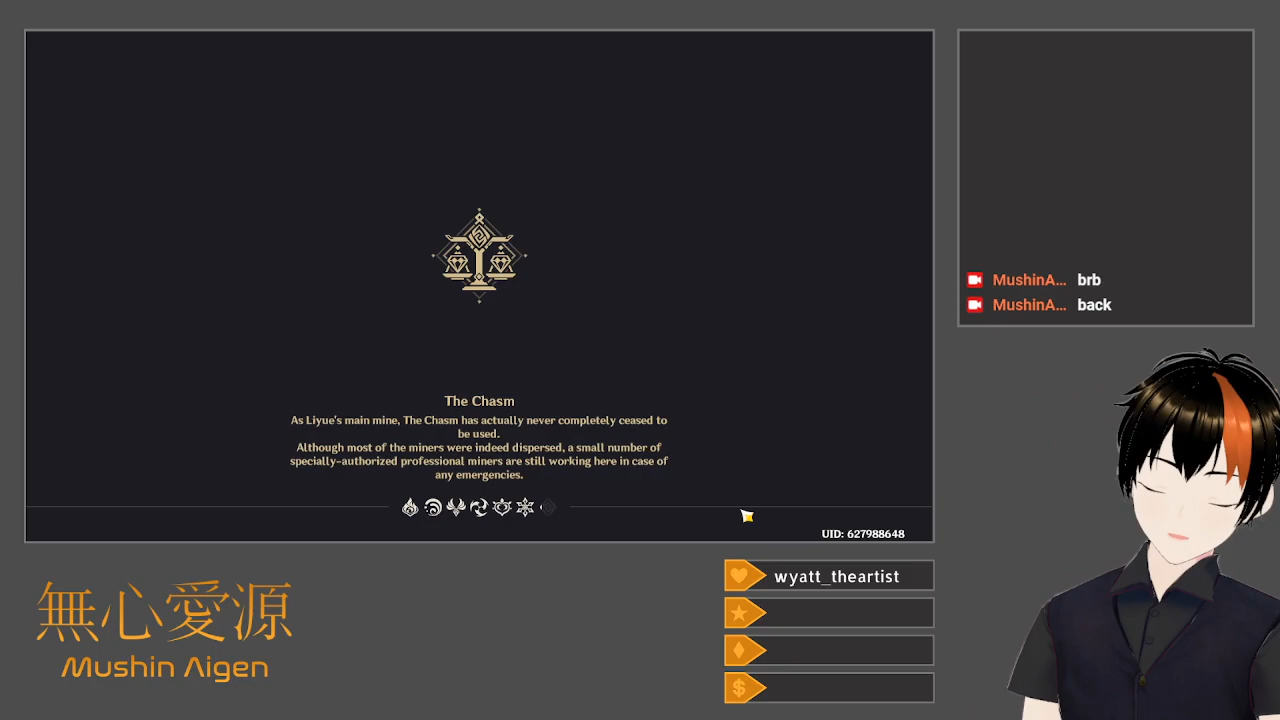 The Chasm
As Liyue's main mine, The Chasm has actually never completely ceased to
be used.
Although most of the miners were indeed dispersed, a small number of
specially-authorized professional miners are still working here in case of
any emergencies.
UID: 627988648
MushinA... brb
MushinA... back
wyatt_theartist
$
無心愛源
Mushin Aigen